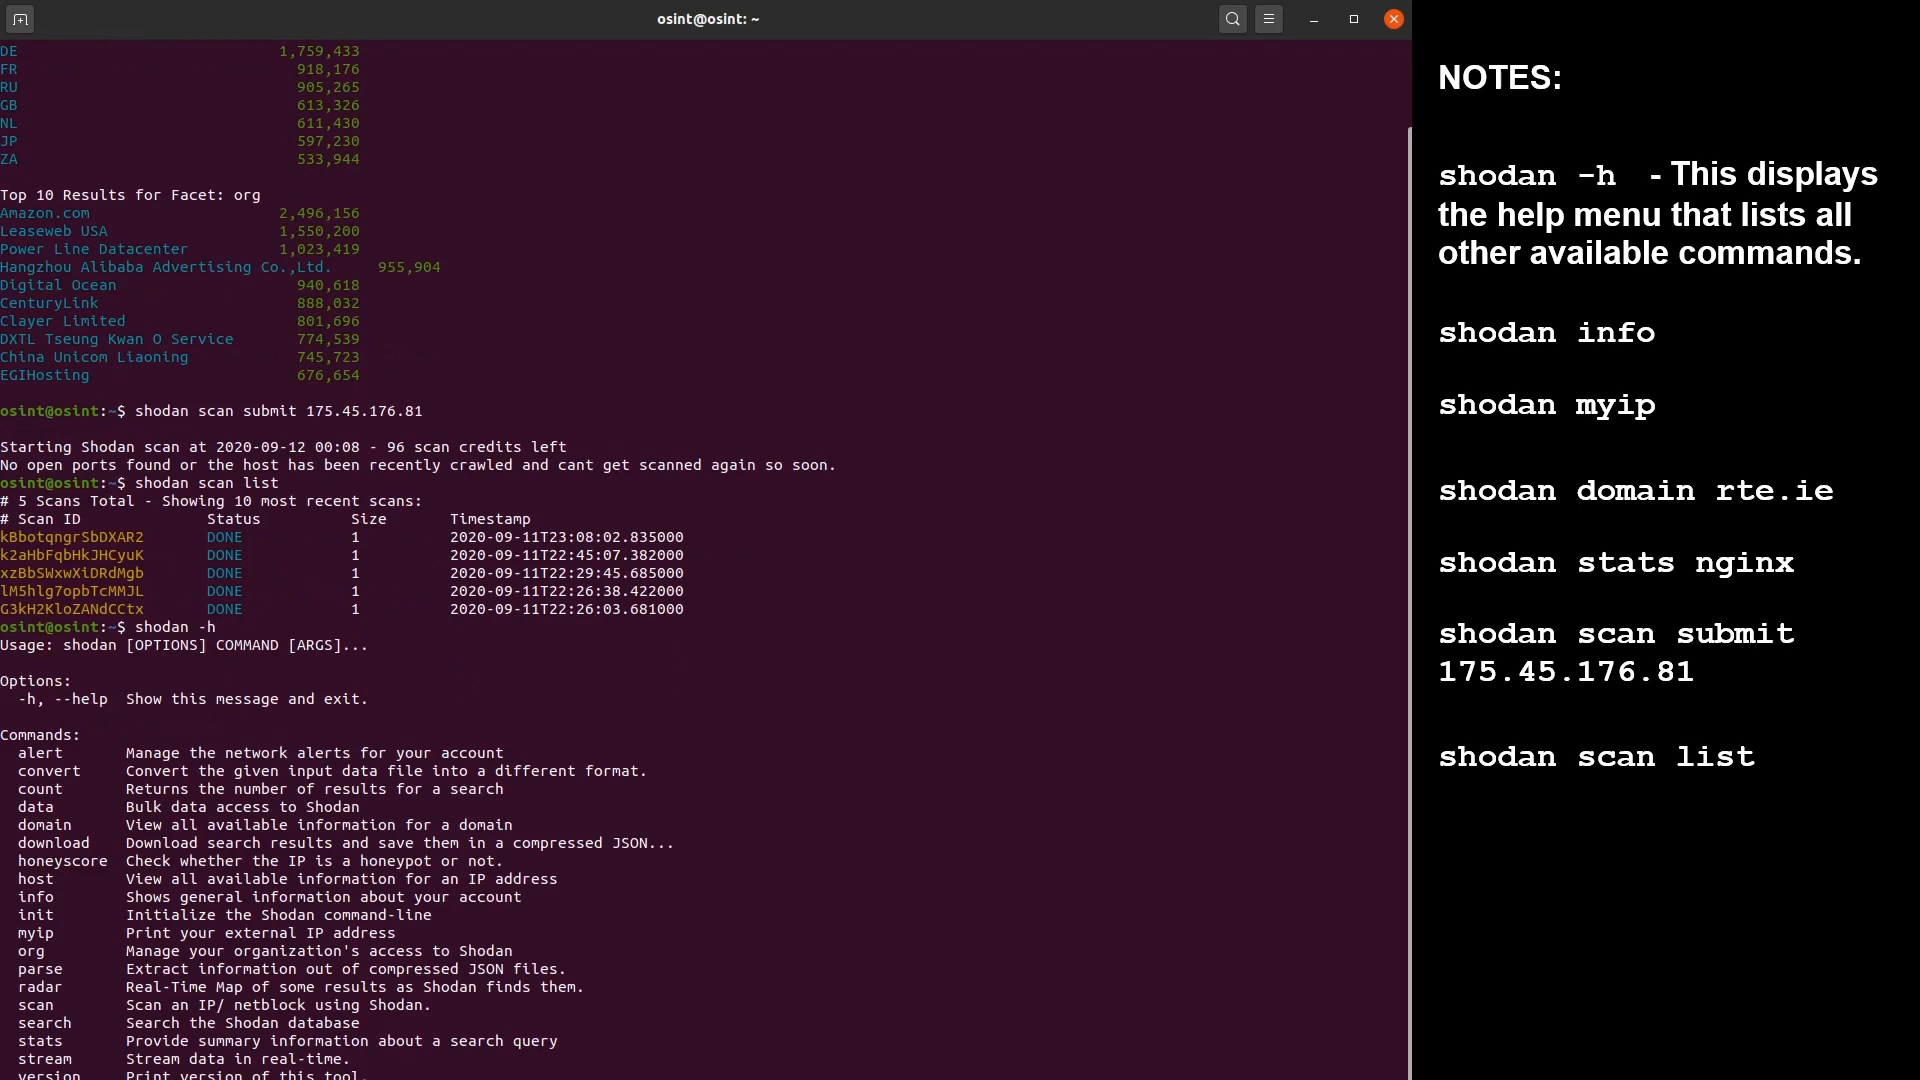 osint@osint: ~
DE 1,759,433
FR 918,176
RU 905,265
GB 613,326
NL 611,430
JP 597,230
ZA 533,944
Top 10 Results for Facet: org
Amazon.com 2,496,156
Leaseweb USA 1,550,200
Power Line Datacenter 1,023,419
Hangzhou Alibaba Advertising Co.,Ltd. 955,904
Digital Ocean 940,618
CenturyLink 888,032
Clayer Limited 801,696
DXTL Tseung Kwan O Service 774,539
China Unicom Liaoning 745,723
EGIHosting 676,654
osint@osint:~$ shodan scan submit 175.45.176.81
Starting Shodan scan at 2020-09-12 00:08 - 96 scan credits left
No open ports found or the host has been recently crawled and cant get scanned again so soon.
osint@osint:~$ shodan scan list
# 5 Scans Total - Showing 10 most recent scans:
# Scan ID Status Size Timestamp
kBbotqngrSbDXAR2 DONE 1 2020-09-11T23:08:02.835000
k2aHbFqbHkJHCyuK DONE 1 2020-09-11T22:45:07.382000
xzBbSWxwXiDRdMgb DONE 1 2020-09-11T22:29:45.685000
lM5hlg7opbTcMMJL DONE 1 2020-09-11T22:26:38.422000
G3kH2KloZANdCCtx DONE 1 2020-09-11T22:26:03.681000
osint@osint:~$ shodan -h
Usage: shodan [OPTIONS] COMMAND [ARGS]...
Options:
-h, --help Show this message and exit.
Commands:
alert Manage the network alerts for your account
convert Convert the given input data file into a different format.
count Returns the number of results for a search
data Bulk data access to Shodan
domain View all available information for a domain
download Download search results and save them in a compressed JSON...
honeyscore Check whether the IP is a honeypot or not.
host View all available information for an IP address
info Shows general information about your account
init Initialize the Shodan command-line
myip Print your external IP address
org Manage your organization's access to Shodan
parse Extract information out of compressed JSON files.
radar Real-Time Map of some results as Shodan finds them.
scan Scan an IP/ netblock using Shodan.
search Search the Shodan database
stats Provide summary information about a search query
stream Stream data in real-time.
version Print version of this tool.
NOTES:
shodan -h - This displays
the help menu that lists all
other available commands.
shodan info
shodan myip
shodan domain rte.ie
shodan stats nginx
shodan scan submit
175.45.176.81
shodan scan list